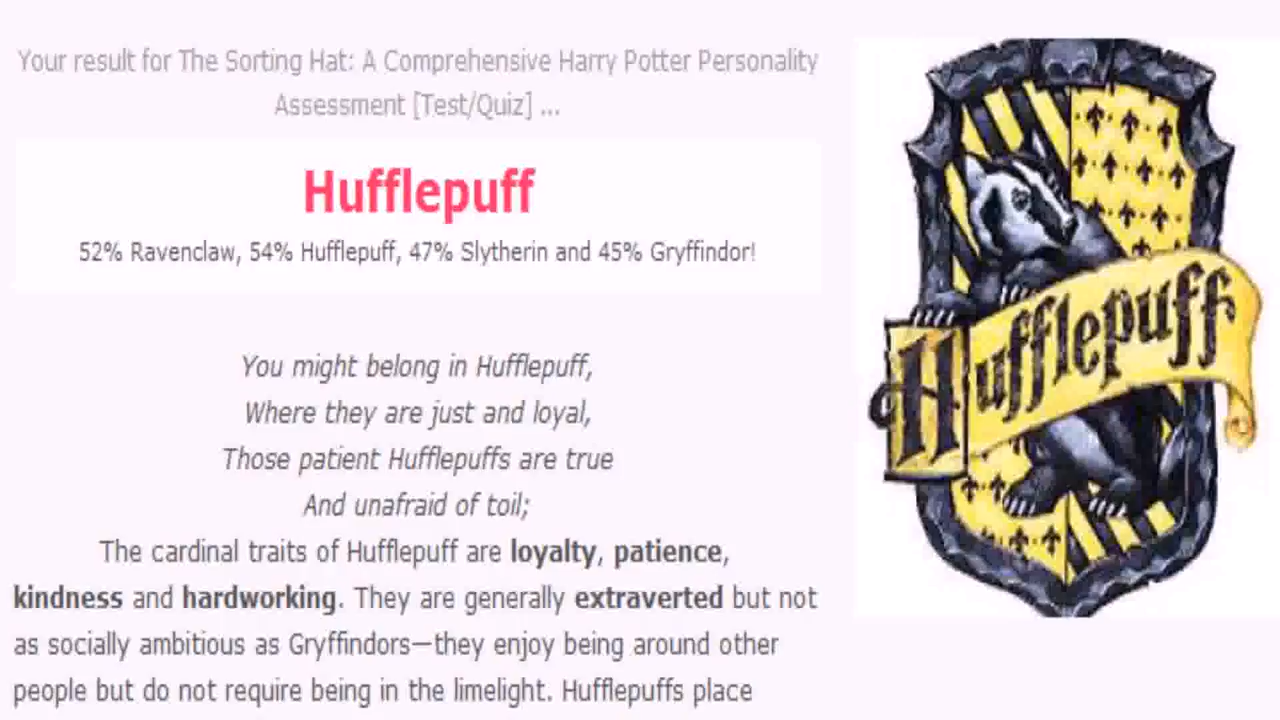 Your result for The Sorting Hat: A Comprehensive Harry Potter Personality
Assessment [Test/Quiz] ...
Hufflepuff
52% Ravenclaw, 54% Hufflepuff, 47% Slytherin and 45% Gryffindor!
You might belong in Hufflepuff,
Where they are just and loyal,
Those patient Hufflepuffs are true
And unafraid of toil;
The cardinal traits of Hufflepuff are loyalty, patience,
kindness and hardworking. They are generally extraverted but not
as socially ambitious as Gryffindors—they enjoy being around other
people but do not require being in the limelight. Hufflepuffs place
Hufflepuff